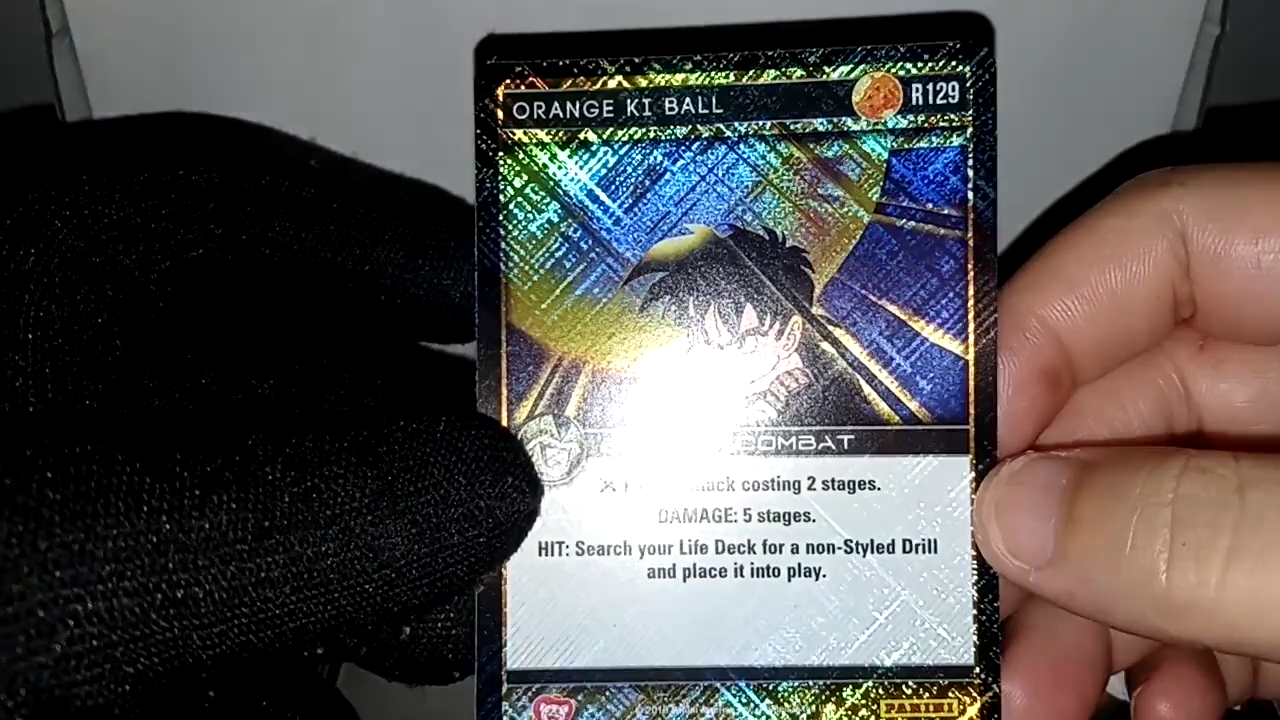 ORANGE KI BALL
R129
COMBAT
costing 2 stages.
DAMAGE: 5 stages.
HIT: Search your Life Deck for a non-Styled Drill
and place it into play.
PANINI